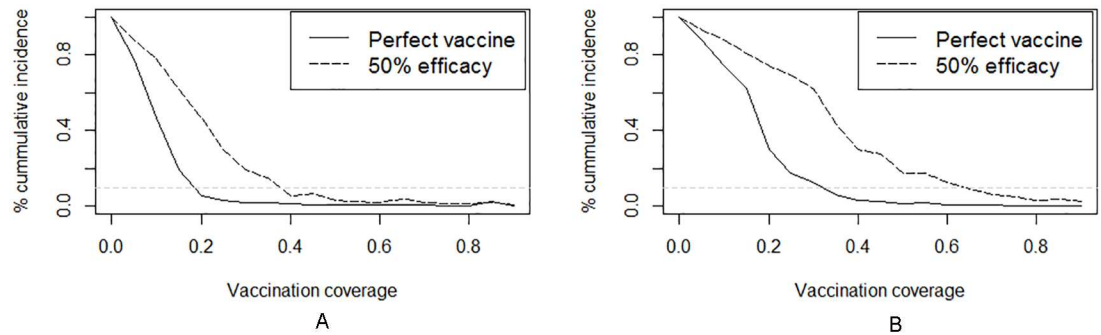 Perfect vaccine
50% efficacy
% cummulative incidence
0.8
0.4
0.0
0.0 0.2 0.4 0.6 0.8
Vaccination coverage
A
Perfect vaccine
50% efficacy
% cummulative incidence
0.8
0.4
0.0
0.0 0.2 0.4 0.6 0.8
Vaccination coverage
B